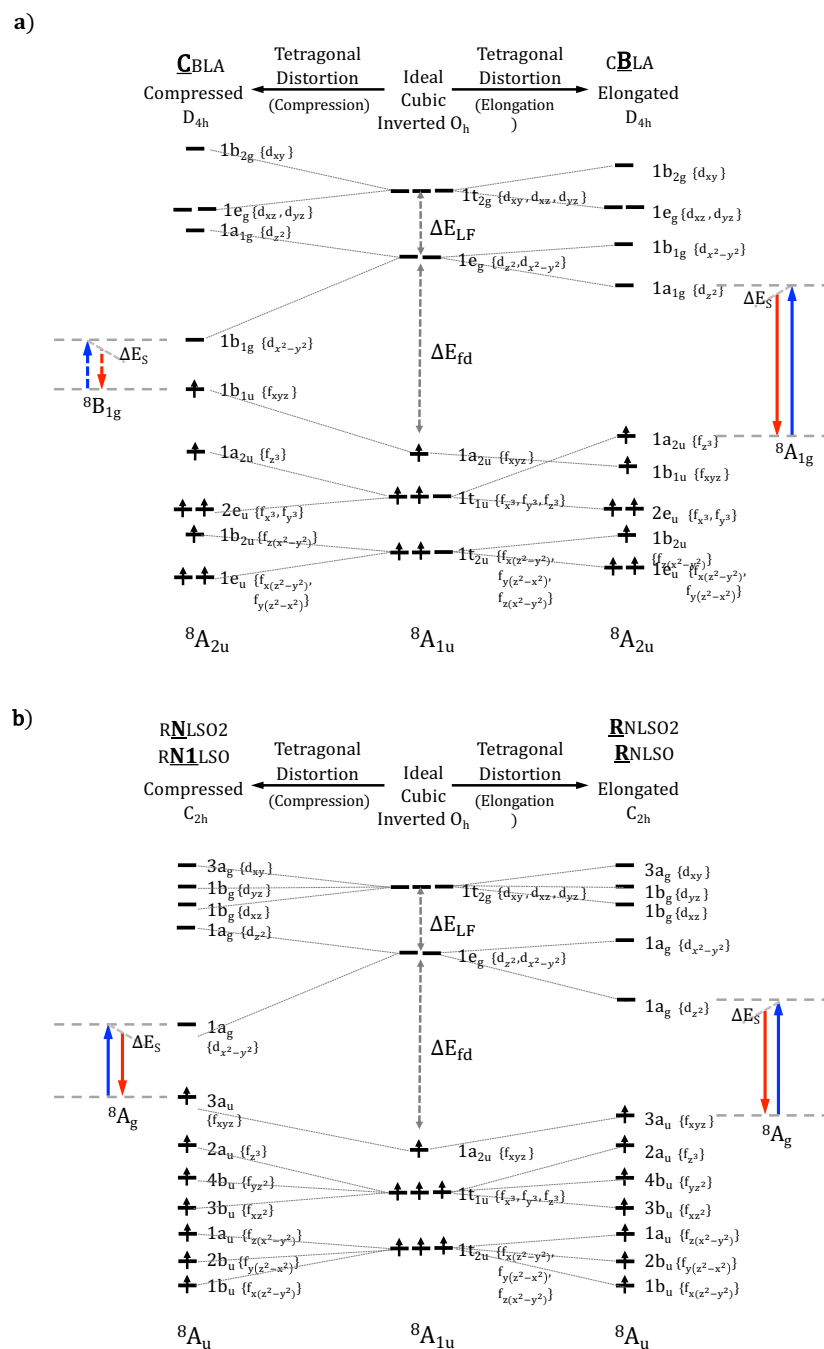 a)
CBLA
Compressed
D4h
Tetragonal
Distortion
(Compression)
Ideal
Cubic
Inverted Oh
Tetragonal
Distortion
(Elongation
)
CBLA
Elongated
D4h
1b2g {dxy}
1eg {dxz, dyz}
1a1g {dz²}
1b1g {dx²−y²}
1b1u {fxyz}
1a2u {fz³}
2eu {fx³, fy³}
1b2u {fz(x²−y²)}
1eu {fx(z²−y²),
fy(z²−x²)}
ΔES
⁸B1g
⁸A2u
1t2g {dxy, dxz, dyz}
ΔELF
1eg {dz², dx²−y²}
ΔEfd
1a2u {fxyz}
1t1u {fx³, fy³, fz³}
1t2u {fx(z²−y²),
fy(z²−x²),
fz(x²−y²)}
⁸A1u
1b2g {dxy}
1eg {dxz, dyz}
1b1g {dx²−y²}
1a1g {dz²}
1a2u {fz³}
1b1u {fxyz}
2eu {fx³, fy³}
1b2u
{fz(x²−y²)}
1eu {fx(z²−y²),
fy(z²−x²)}
ΔES
⁸A1g
⁸A2u
b)
RNLSO2
RN1LSO
Compressed
C2h
Tetragonal
Distortion
(Compression)
Ideal
Cubic
Inverted Oh
Tetragonal
Distortion
(Elongation
)
RNLSO2
RNLSO
Elongated
C2h
3ag {dxy}
1bg {dyz}
1bg {dxz}
1ag {dz²}
1ag
{dx²−y²}
3au
{fxyz}
2au {fz³}
4bu {fyz²}
3bu {fxz²}
1au {fz(x²−y²)}
2bu {fy(z²−x²)}
1bu {fx(z²−y²)}
ΔES
⁸Ag
⁸Au
1t2g {dxy, dxz, dyz}
ΔELF
1eg {dz², dx²−y²}
ΔEfd
1a2u {fxyz}
1t1u {fx³, fy³, fz³}
1t2u {fx(z²−y²),
fy(z²−x²),
fz(x²−y²)}
⁸A1u
3ag {dxy}
1bg {dyz}
1bg {dxz}
1ag {dx²−y²}
1ag {dz²}
3au {fxyz}
2au {fz³}
4bu {fyz²}
3bu {fxz²}
1au {fz(x²−y²)}
2bu {fy(z²−x²)}
1bu {fx(z²−y²)}
ΔES
⁸Ag
⁸Au